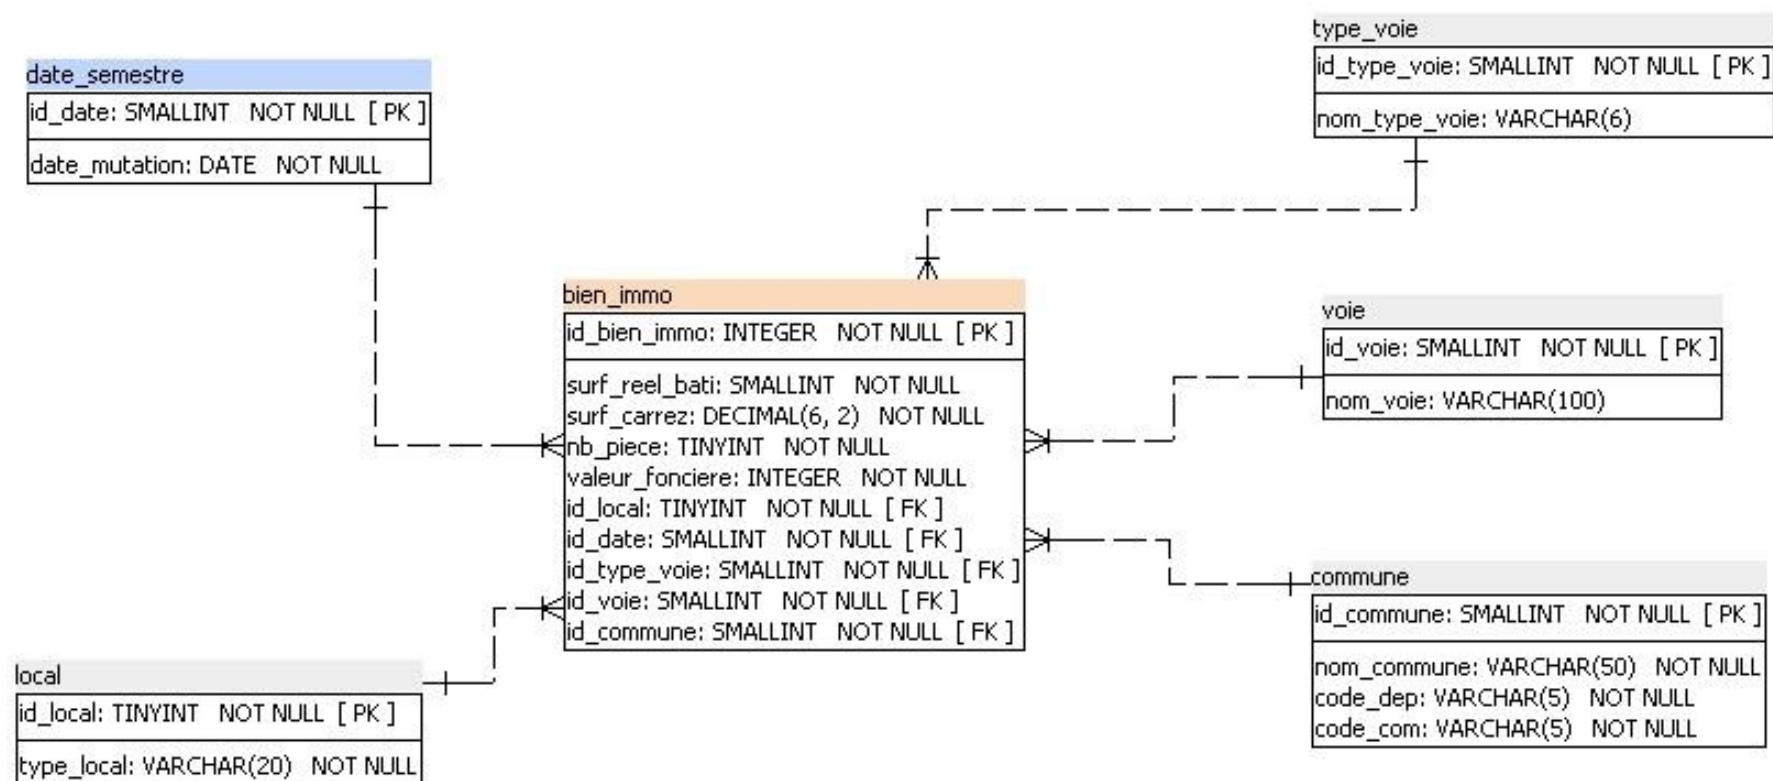 type_voie
id_type_voie: SMALLINT NOT NULL [ PK ]
nom_type_voie: VARCHAR(6)
date_semestre
id_date: SMALLINT NOT NULL [ PK ]
date_mutation: DATE NOT NULL
bien_immo
id_bien_immo: INTEGER NOT NULL [ PK ]
surf_reel_bati: SMALLINT NOT NULL
surf_carrez: DECIMAL(6, 2) NOT NULL
nb_piece: TINYINT NOT NULL
valeur_fonciere: INTEGER NOT NULL
id_local: TINYINT NOT NULL [ FK ]
id_date: SMALLINT NOT NULL [ FK ]
id_type_voie: SMALLINT NOT NULL [ FK ]
id_voie: SMALLINT NOT NULL [ FK ]
id_commune: SMALLINT NOT NULL [ FK ]
voie
id_voie: SMALLINT NOT NULL [ PK ]
nom_voie: VARCHAR(100)
commune
id_commune: SMALLINT NOT NULL [ PK ]
nom_commune: VARCHAR(50) NOT NULL
code_dep: VARCHAR(5) NOT NULL
code_com: VARCHAR(5) NOT NULL
local
id_local: TINYINT NOT NULL [ PK ]
type_local: VARCHAR(20) NOT NULL